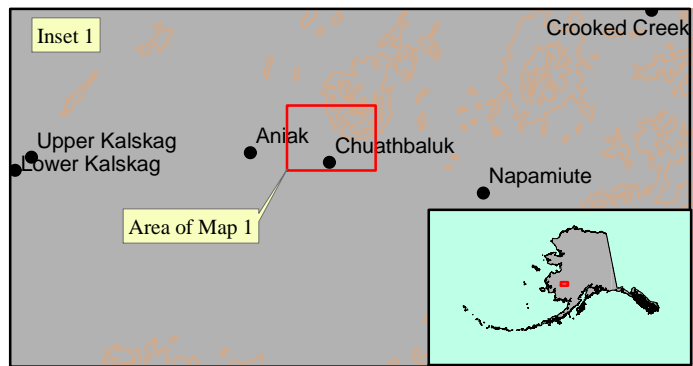 Inset 1
Crooked Creek
Upper Kalskag
Lower Kalskag
Aniak
Chuathbaluk
Napamiute
Area of Map 1